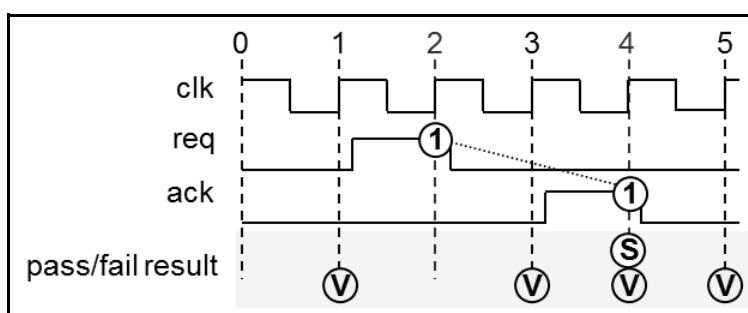 0 1 2 3 4 5
clk
req 1
ack 1
S
pass/fail result V V V V